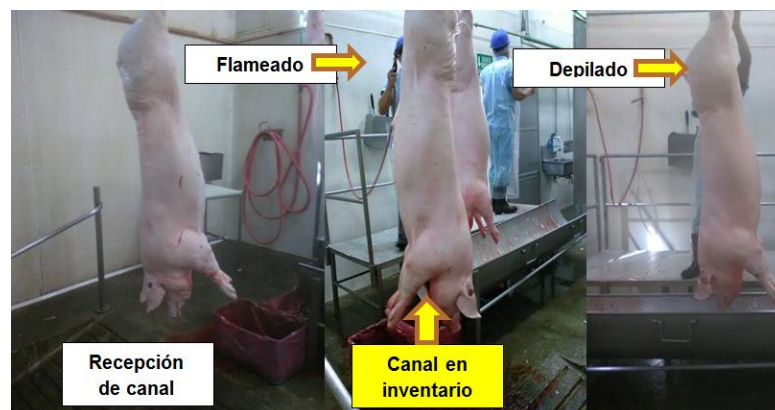 Flameado
Depilado
Recepción
de canal
Canal en
inventario